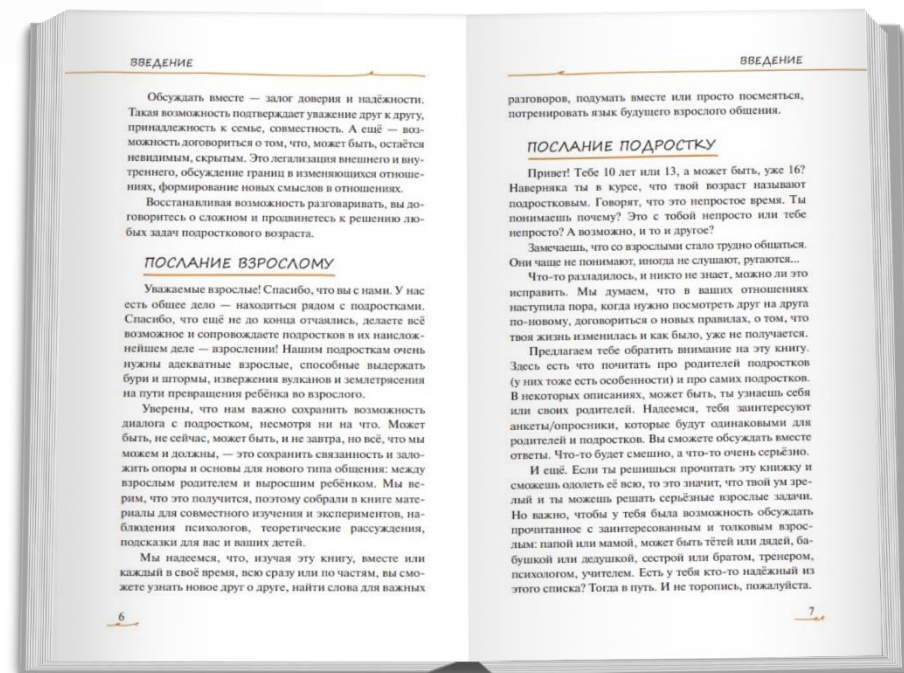 ВВЕДЕНИЕ
Обсуждать вместе — залог доверия и надёжности.
Такая возможность подтверждает уважение друг к другу,
принадлежность к семье, совместность. А ещё — воз-
можность договориться о том, что, может быть, остаётся
невидимым, скрытым. Это легализация внешнего и вну-
треннего, обсуждение границ в изменяющихся отноше-
ниях, формирование новых смыслов в отношениях.
Восстанавливая возможность разговаривать, вы до-
говоритесь о сложном и продвинетесь к решению лю-
бых задач подросткового возраста.
ПОСЛАНИЕ ВЗРОСЛОМУ
Уважаемые взрослые! Спасибо, что вы с нами. У нас
есть общее дело — находиться рядом с подростками.
Спасибо, что ещё не до конца отчаялись, делаете всё
возможное и сопровождаете подростков в их наислож-
нейшем деле — взрослении! Нашим подросткам очень
нужны адекватные взрослые, способные выдержать
бури и штормы, извержения вулканов и землетрясения
на пути превращения ребёнка во взрослого.
Уверены, что нам важно сохранить возможность
диалога с подростком, несмотря ни на что. Может
быть, не сейчас, может быть, и не завтра, но всё, что мы
можем и должны, — это сохранить связанность и зало-
жить опоры и основы для нового типа общения: между
взрослым родителем и выросшим ребёнком. Мы ве-
рим, что это получится, поэтому собрали в книге мате-
риалы для совместного изучения и экспериментов, на-
блюдения психологов, теоретические рассуждения,
подсказки для вас и ваших детей.
Мы надеемся, что, изучая эту книгу, вместе или
каждый в своё время, всю сразу или по частям, вы смо-
жете узнать новое друг о друге, найти слова для важных
6
ВВЕДЕНИЕ
разговоров, подумать вместе или просто посмеяться,
потренировать язык будущего взрослого общения.
ПОСЛАНИЕ ПОДРОСТКУ
Привет! Тебе 10 лет или 13, а может быть, уже 16?
Наверняка ты в курсе, что твой возраст называют
подростковым. Говорят, что это непростое время. Ты
понимаешь почему? Это с тобой непросто или тебе
непросто? А возможно, и то и другое?
Замечаешь, что со взрослыми стало трудно общаться.
Они чаще не понимают, иногда не слушают, ругаются...
Что-то разладилось, и никто не знает, можно ли это
исправить. Мы думаем, что в ваших отношениях
наступила пора, когда нужно посмотреть друг на друга
по-новому, договориться о новых правилах, о том, что
твоя жизнь изменилась и как было, уже не получается.
Предлагаем тебе обратить внимание на эту книгу.
Здесь есть что почитать про родителей подростков
(у них тоже есть особенности) и про самих подростков.
В некоторых описаниях, может быть, ты узнаешь себя
или своих родителей. Надеемся, тебя заинтересуют
анкеты/опросники, которые будут одинаковыми для
родителей и подростков. Вы сможете обсуждать вместе
ответы. Что-то будет смешно, а что-то очень серьёзно.
И ещё. Если ты решишься прочитать эту книжку и
сможешь одолеть её всю, то это значит, что твой ум зре-
лый и ты можешь решать серьёзные взрослые задачи.
Но важно, чтобы у тебя была возможность обсуждать
прочитанное с заинтересованным и толковым взрос-
лым: папой или мамой, может быть тётей или дядей, ба-
бушкой или дедушкой, сестрой или братом, тренером,
психологом, учителем. Есть у тебя кто-то надёжный из
этого списка? Тогда в путь. И не торопись, пожалуйста.
7